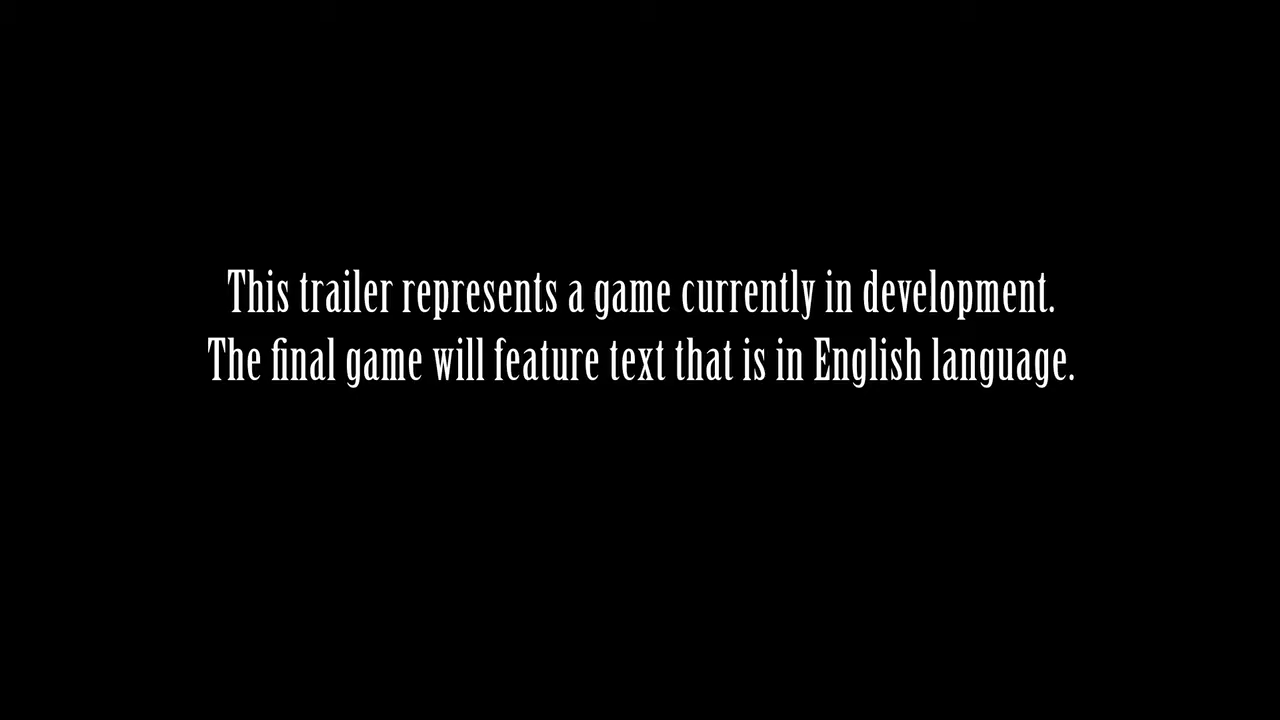 This trailer represents a game currently in development.
The final game will feature text that is in English language.